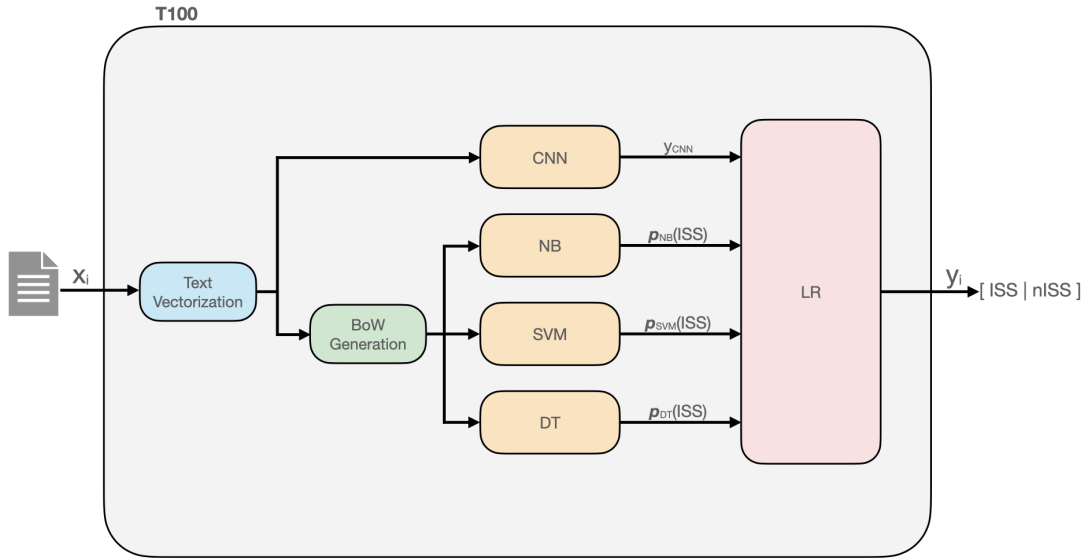 T100
CNN
yCNN
NB
pNB(ISS)
xi
Text
Vectorization
BoW
Generation
SVM
pSVM(ISS)
DT
pDT(ISS)
LR
yi
[ ISS | nISS ]